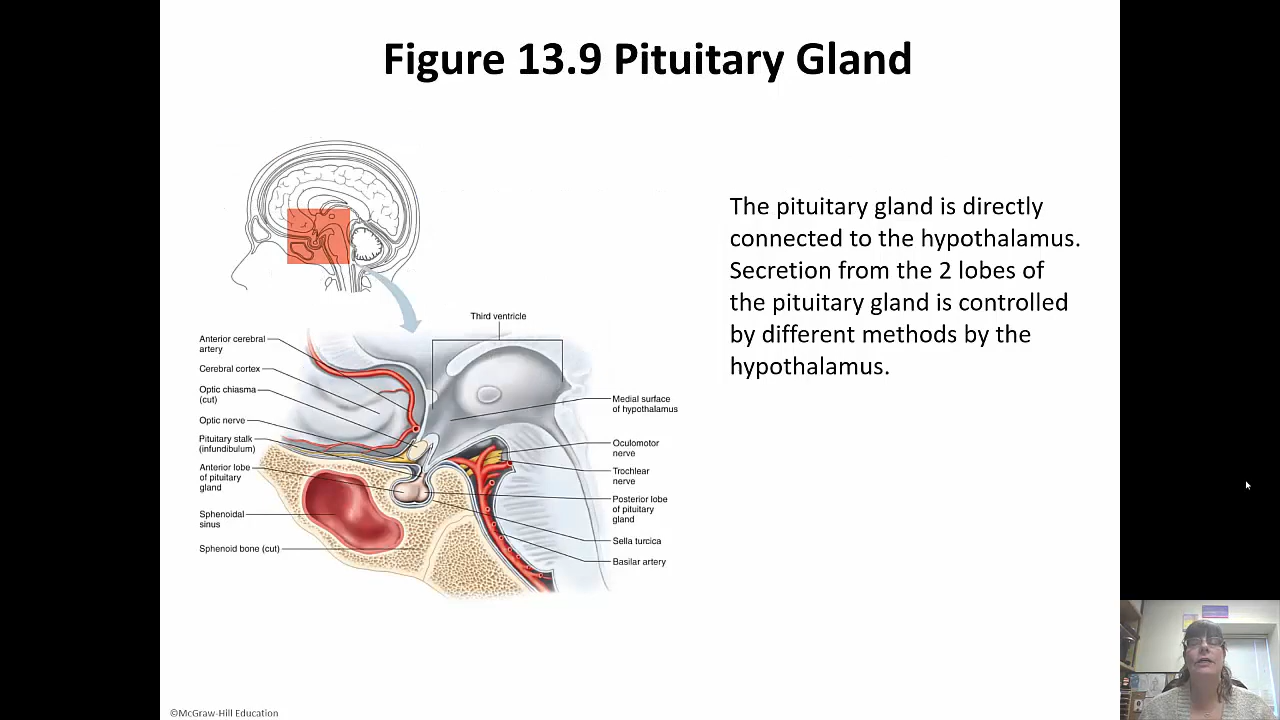 Figure 13.9 Pituitary Gland
The pituitary gland is directly
connected to the hypothalamus.
Secretion from the 2 lobes of
the pituitary gland is controlled
by different methods by the
hypothalamus.
Third ventricle
Anterior cerebral
artery
Cerebral cortex
Optic chiasma
(cut)
Optic nerve
Pituitary stalk
(infundibulum)
Anterior lobe
of pituitary
gland
Sphenoidal
sinus
Sphenoid bone (cut)
Medial surface
of hypothalamus
Oculomotor
nerve
Trochlear
nerve
Posterior lobe
of pituitary
gland
Sella turcica
Basilar artery
©McGraw-Hill Education